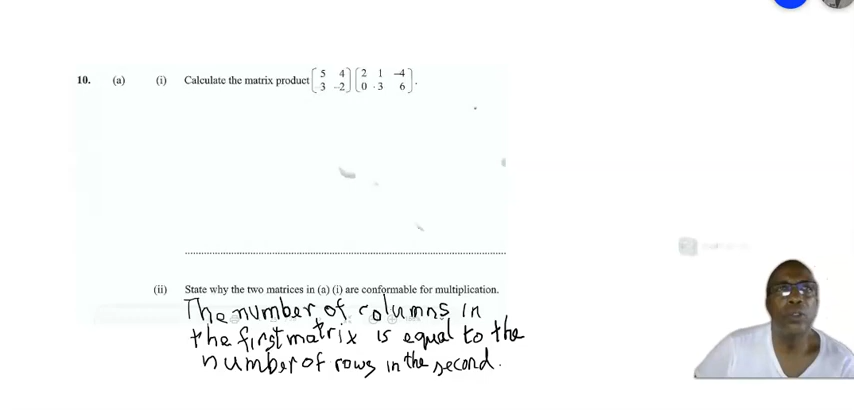 10. (a) (i) Calculate the matrix product [5 4] [2 1 -4].
[-3 -2] [0 -3 6]
(ii) State why the two matrices in (a) (i) are conformable for multiplication.
The number of columns in
the first matrix is equal to the
number of rows in the second.